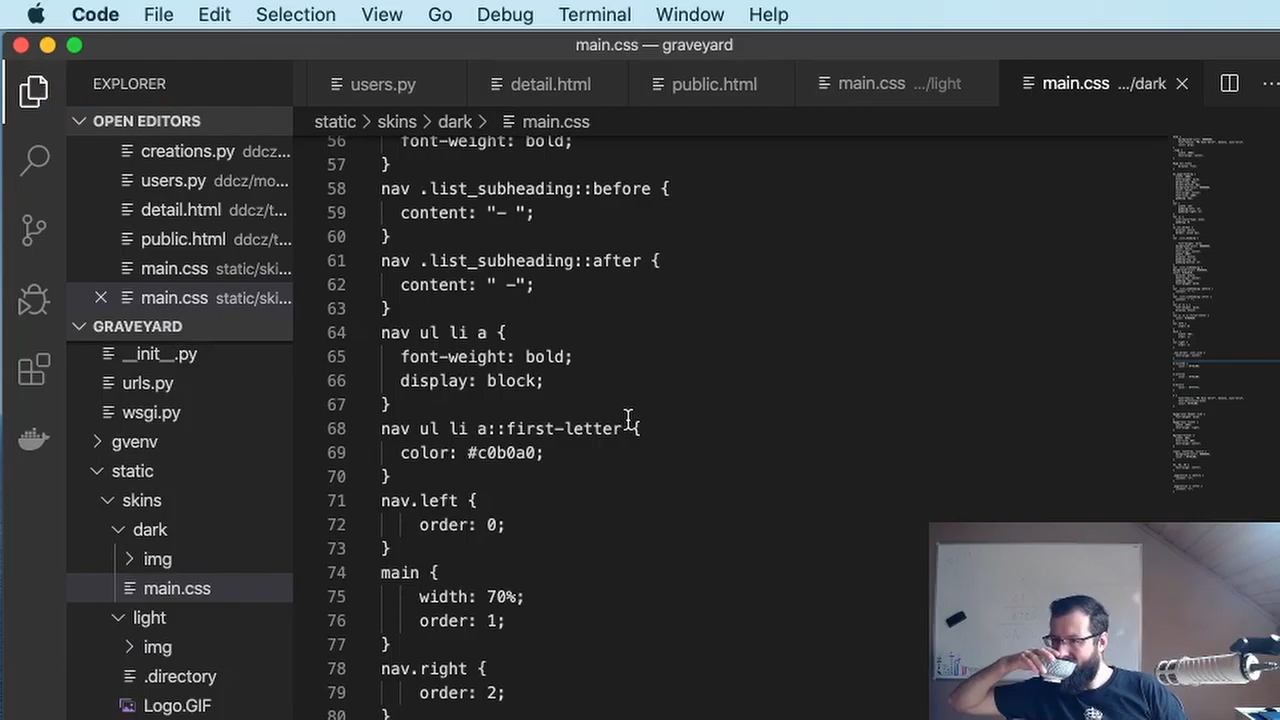 Code File Edit Selection View Go Debug Terminal Window Help
main.css — graveyard
EXPLORER
users.py detail.html public.html main.css .../light main.css .../dark
OPEN EDITORS
static > skins > dark > main.css
creations.py ddcz...
users.py ddcz/mo...
detail.html ddcz/t...
public.html ddcz/t...
main.css static/ski...
main.css static/ski...
GRAVEYARD
__init__.py
urls.py
wsgi.py
gvenv
static
skins
dark
img
main.css
light
img
.directory
Logo.GIF
56 font-weight: bold;
57 }
58 nav .list_subheading::before {
59 content: "- ";
60 }
61 nav .list_subheading::after {
62 content: " -";
63 }
64 nav ul li a {
65 font-weight: bold;
66 display: block;
67 }
68 nav ul li a::first-letter {
69 color: #c0b0a0;
70 }
71 nav.left {
72 order: 0;
73 }
74 main {
75 width: 70%;
76 order: 1;
77 }
78 nav.right {
79 order: 2;
80 }